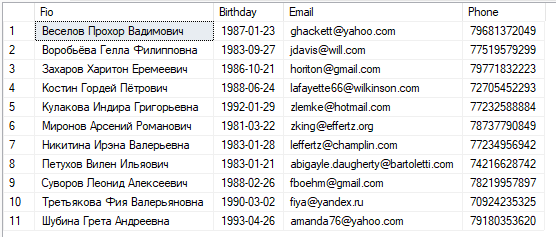 Fio Birthday Email Phone
1 Веселов Прохор Вадимович 1987-01-23 ghackett@yahoo.com 79681372049
2 Воробьёва Гелла Филипповна 1983-09-27 jdavis@will.com 77519579299
3 Захаров Харитон Еремеевич 1986-10-21 horiton@gmail.com 79771832223
4 Костин Гордей Пётрович 1988-06-24 lafayette66@wilkinson.com 72705452293
5 Кулакова Индира Григорьевна 1992-01-29 zlemke@hotmail.com 77232588884
6 Миронов Арсений Романович 1981-03-22 zking@effertz.org 78737790849
7 Никитина Ирэна Валерьевна 1983-01-28 leffertz@champlin.com 77234956942
8 Петухов Вилен Ильяович 1983-01-21 abigayle.daugherty@bartoletti.com 74216628742
9 Суворов Леонид Алексеевич 1988-02-26 fboehm@gmail.com 78219957897
10 Третьякова Фия Валерьяновна 1990-03-02 fiya@yandex.ru 70924235325
11 Шубина Грета Андреевна 1993-04-26 amanda76@yahoo.com 79180353620